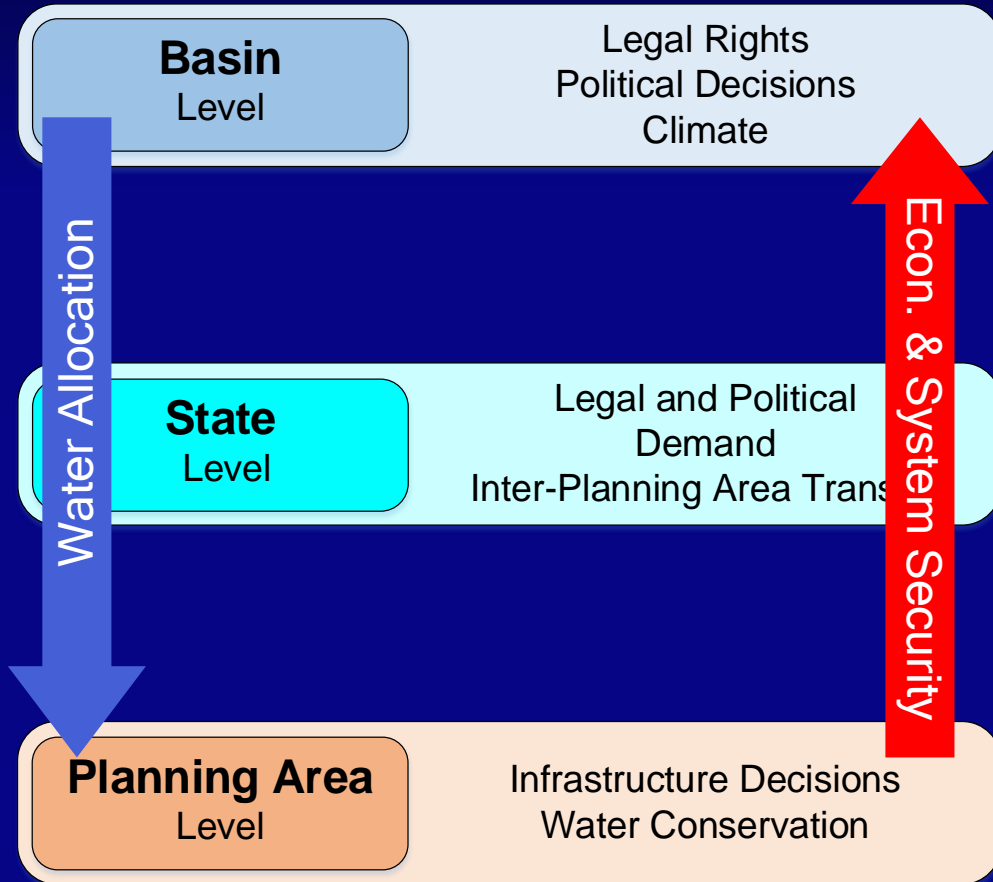 Basin
Level
Legal Rights
Political Decisions
Climate
Water Allocation
Econ. & System Security
State
Level
Legal and Political
Demand
Inter-Planning Area
Planning Area
Level
Infrastructure Decisions
Water Conservation